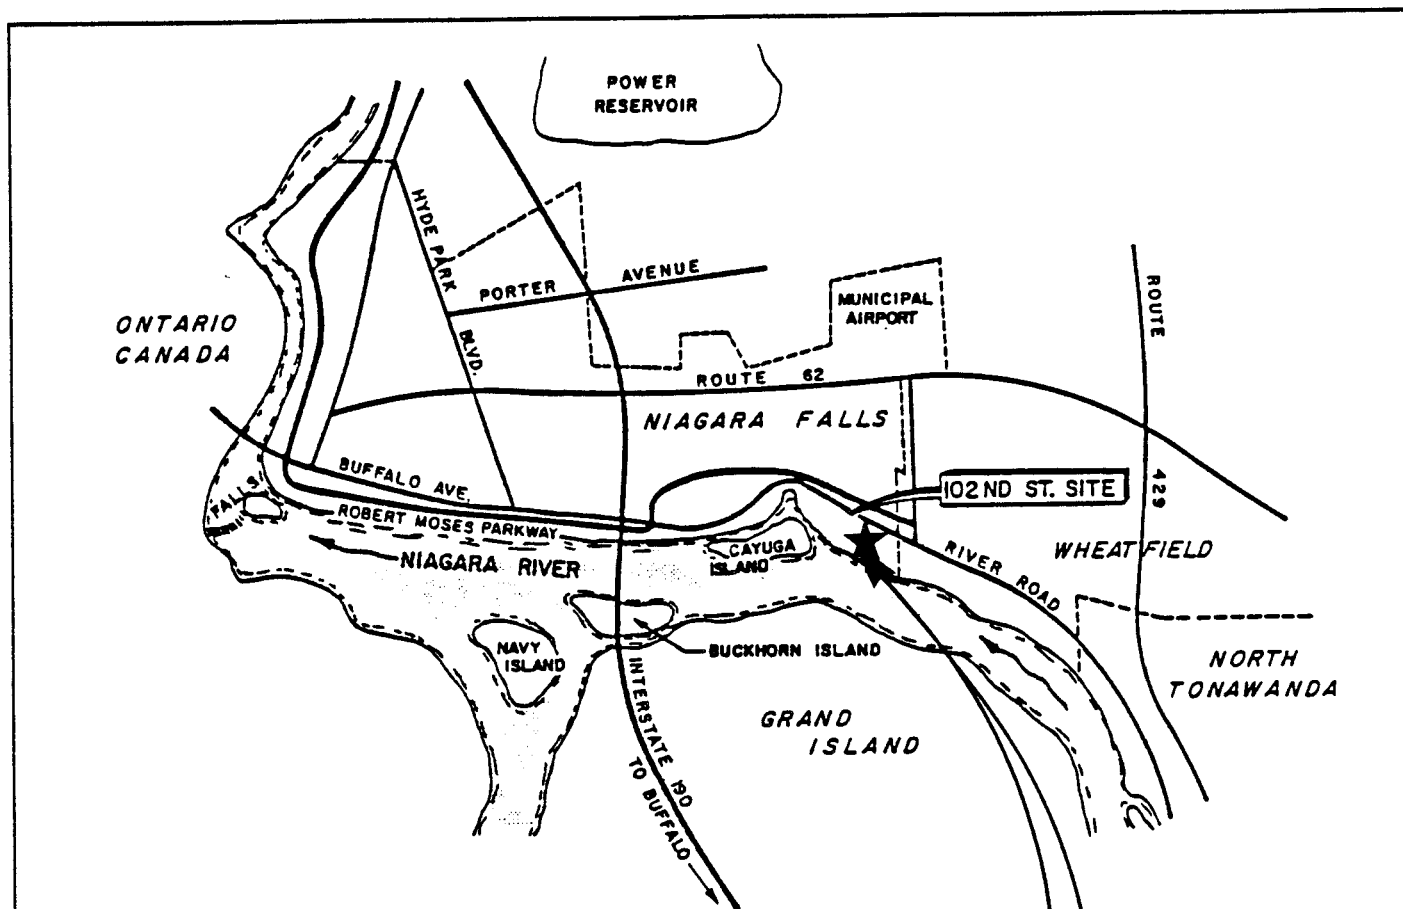 POWER
RESERVOIR
HYDE PARK
BLVD.
PORTER AVENUE
MUNICIPAL
AIRPORT
ROUTE 429
ONTARIO
CANADA
ROUTE 62
NIAGARA FALLS
BUFFALO AVE.
FALLS
ROBERT MOSES PARKWAY
102ND ST. SITE
NIAGARA RIVER
CAYUGA
ISLAND
RIVER ROAD
WHEATFIELD
NAVY
ISLAND
BUCKHORN ISLAND
NORTH
TONAWANDA
GRAND
ISLAND
INTERSTATE 190
TO BUFFALO